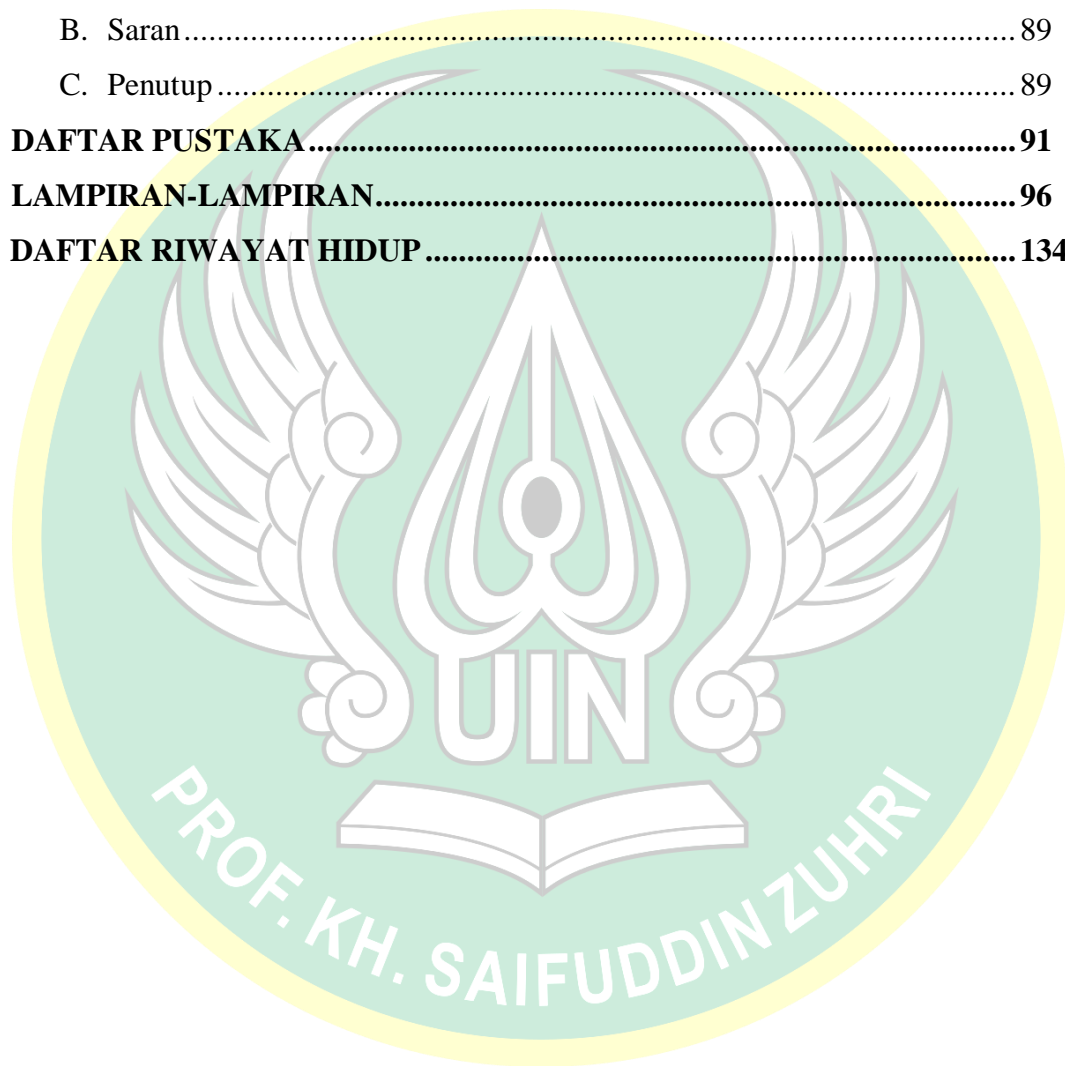 B. Saran........................................................................................................ 89
C. Penutup.................................................................................................... 89
DAFTAR PUSTAKA.................................................................................... 91
LAMPIRAN-LAMPIRAN............................................................................ 96
DAFTAR RIWAYAT HIDUP...................................................................... 134
UIN
PROF. KH. SAIFUDDIN ZUHRI